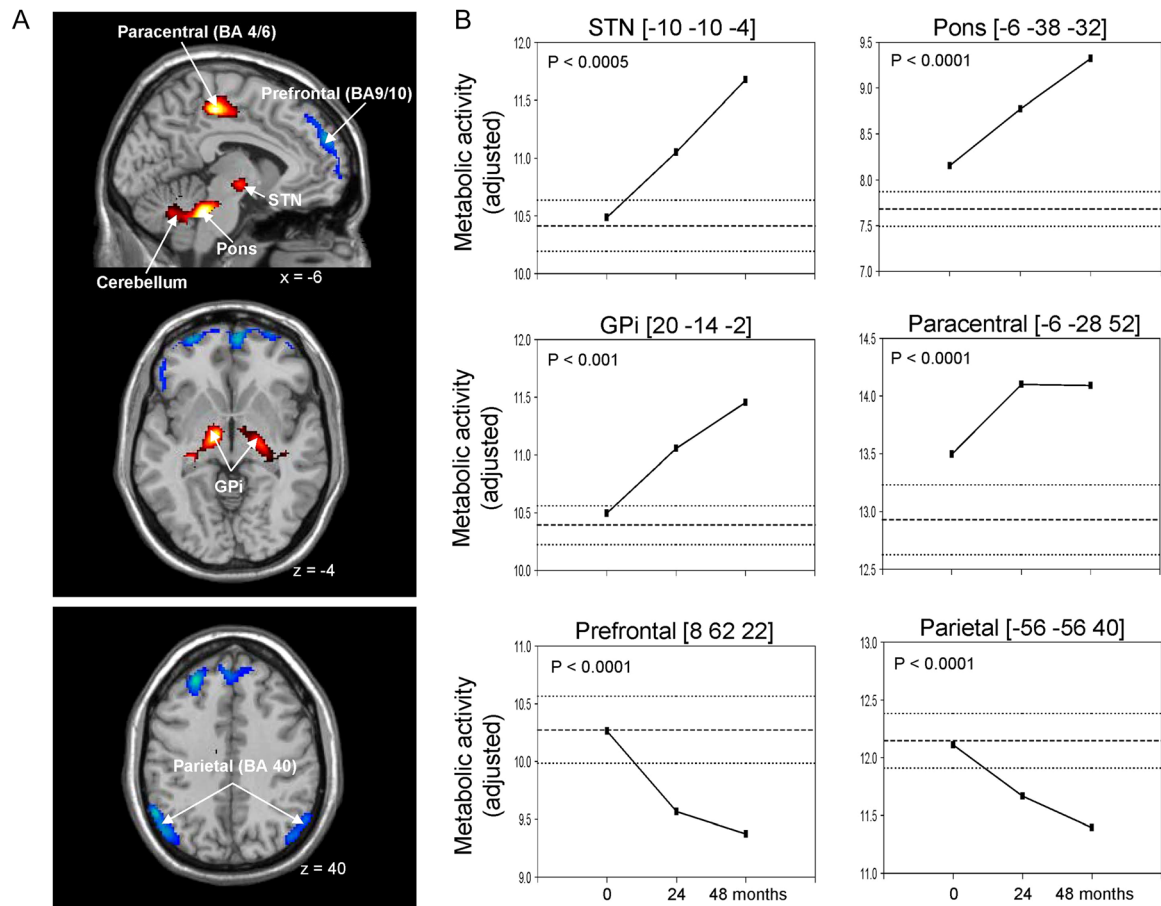 A
Paracentral (BA 4/6)
Prefrontal (BA9/10)
STN
Pons
Cerebellum
x = -6
GPi
z = -4
Parietal (BA 40)
z = 40
B
STN [-10 -10 -4]
P < 0.0005
Metabolic activity
(adjusted)
12.0
11.5
11.0
10.5
10.0
Pons [-6 -38 -32]
P < 0.0001
9.5
9.0
8.5
8.0
7.5
7.0
GPi [20 -14 -2]
P < 0.001
Metabolic activity
(adjusted)
12.0
11.5
11.0
10.5
10.0
Paracentral [-6 -28 52]
P < 0.0001
14.5
14.0
13.5
13.0
12.5
Prefrontal [8 62 22]
P < 0.0001
Metabolic activity
(adjusted)
11.0
10.5
10.0
9.5
9.0
0 24 48 months
Parietal [-56 -56 40]
P < 0.0001
13.0
12.5
12.0
11.5
11.0
0 24 48 months